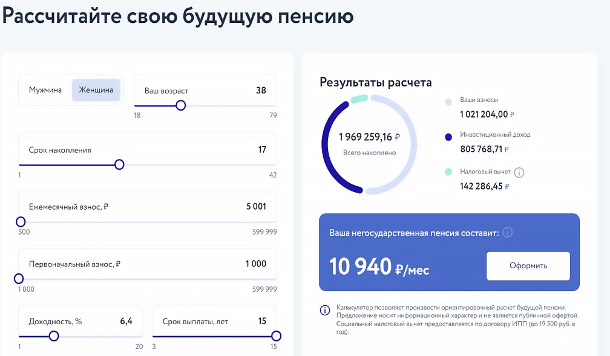 Рассчитайте свою будущую пенсию
Мужчина Женщина
Ваш возраст 38
18 79
Срок накопления 17
1 42
Ежемесячный взнос, ₽ 5 001
500 599 999
Первоначальный взнос, ₽ 1 000
1 000 599 999
Доходность, % 6,4
1 20
Срок выплаты, лет 15
3 15
Результаты расчета
1 969 259,16 ₽
Всего накоплено
Ваши взносы
1 021 204,00 ₽
Инвестиционный доход
805 768,71 ₽
Налоговый вычет
142 286,45 ₽
Ваша негосударственная пенсия составит:
10 940 ₽/мес
Оформить
Калькулятор позволяет произвести ориентировочный расчет будущей пенсии.
Предложение носит информационный характер и не является публичной офертой.
Социальный налоговый вычет предоставляется по договору ИПП (до 19 500 руб. в
год).